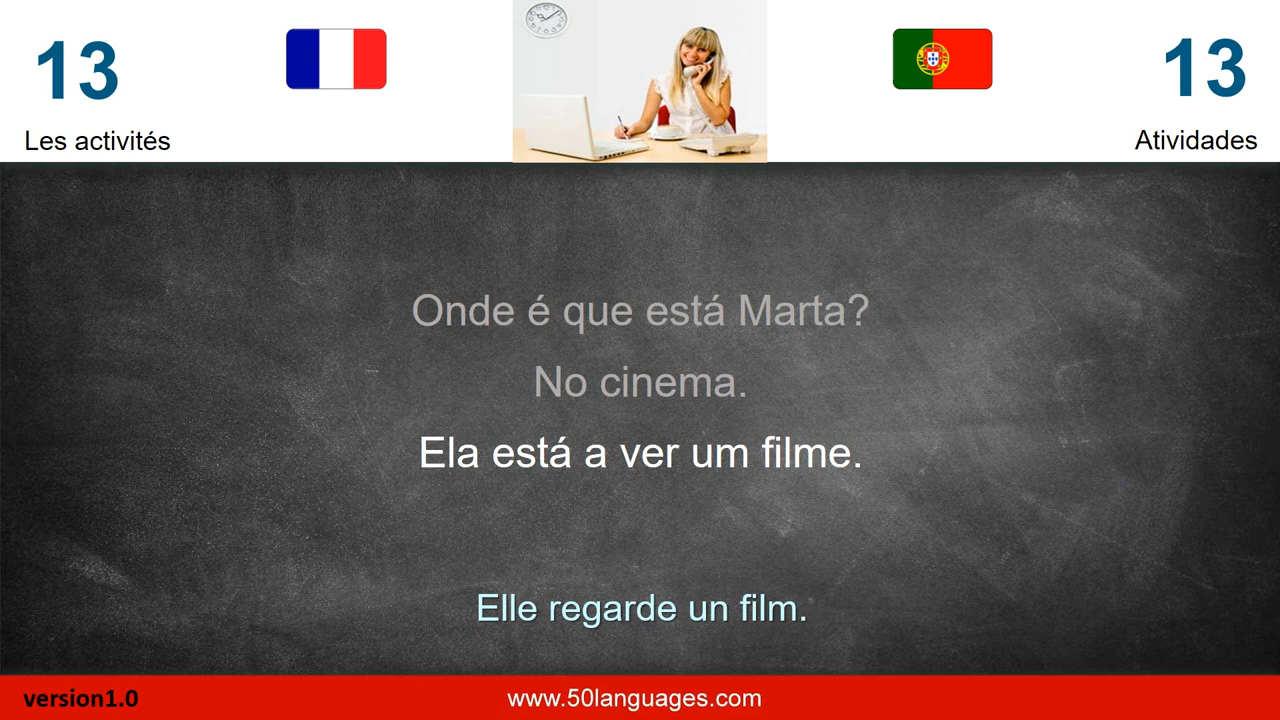 13
Les activités
13
Atividades
Onde é que está Marta?
No cinema.
Ela está a ver um filme.
Elle regarde un film.
version1.0
www.50languages.com